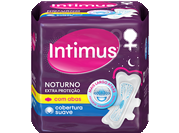 Intimus
NOTURNO
EXTRA PROTEÇÃO
com abas
cobertura
suave